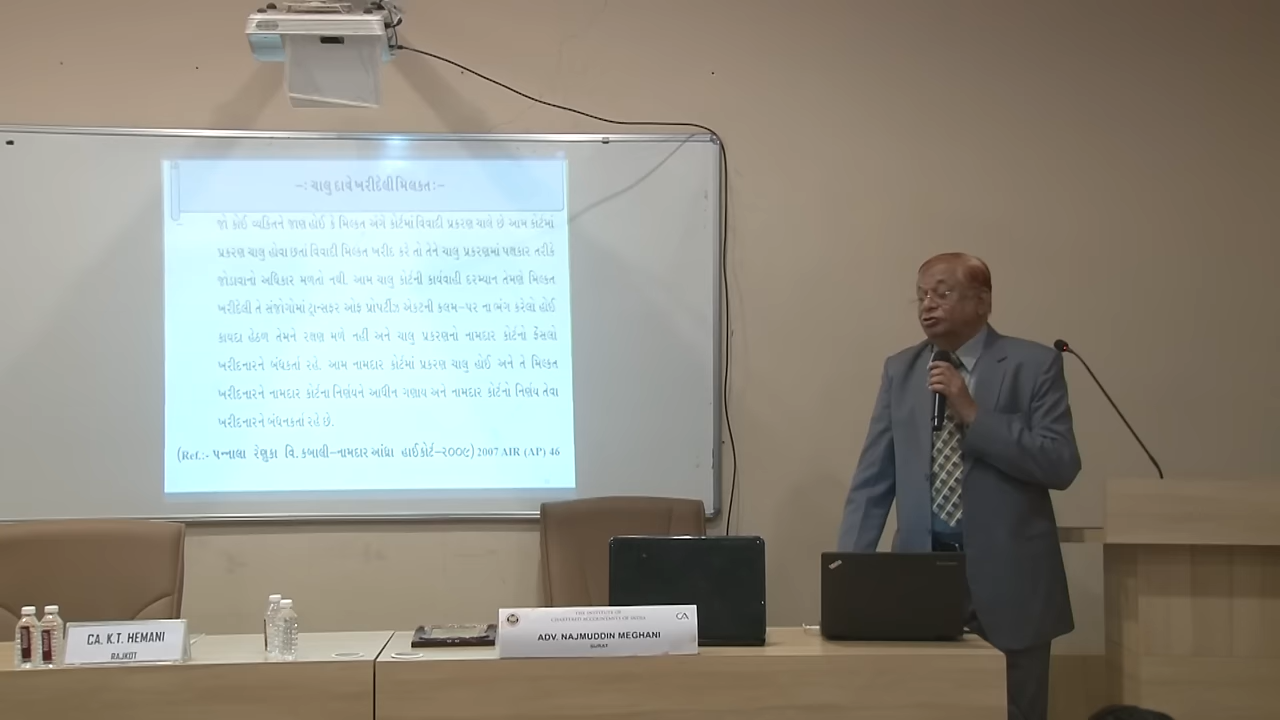 -: ચાલુ દાવે ખરીદેલી મિલકત :-
જો કોઈ વ્યક્તિને જાણ હોઈ કે મિલ્કત અંગે કોર્ટમાં વિવાદી પ્રકરણ ચાલે છે આમ કોર્ટમાં
પ્રકરણ ચાલુ હોવા છતાં વિવાદી મિલ્કત ખરીદ કરે તો તેને ચાલુ પ્રકરણમાં પક્ષકાર તરીકે
જોડાવાનો અધિકાર મળતો નથી. આમ ચાલુ કોર્ટની કાર્યવાહી દરમ્યાન તેમણે મિલ્કત
ખરીદેલી તે સંજોગોમાં ટ્રાન્સફર ઓફ પ્રોપર્ટીઝ એક્ટની કલમ-પર ના ભંગ કરેલો હોઈ
કાયદા હેઠળ તેમને રક્ષણ મળે નહીં અને ચાલુ પ્રકરણનો નામદાર કોર્ટનો ફેંસલો
ખરીદનારને બંધકર્તા રહે. આમ નામદાર કોર્ટમાં પ્રકરણ ચાલુ હોઈ અને તે મિલ્કત
ખરીદનારને નામદાર કોર્ટના નિર્ણયને આધીન ગણાય અને નામદાર કોર્ટનો નિર્ણય તેવા
ખરીદનારને બંધનકર્તા રહે છે.
(Ref.:- પન્નાલા રેણુકા વિ. કબાલી-નામદાર આંધ્રા હાઈકોર્ટ-૨૦૦૯) 2007 AIR (AP) 46
CA. K.T. HEMANI
RAJKOT
THE INSTITUTE OF
CHARTERED ACCOUNTANTS OF INDIA
CA
ADV. NAJMUDDIN MEGHANI
SURAT